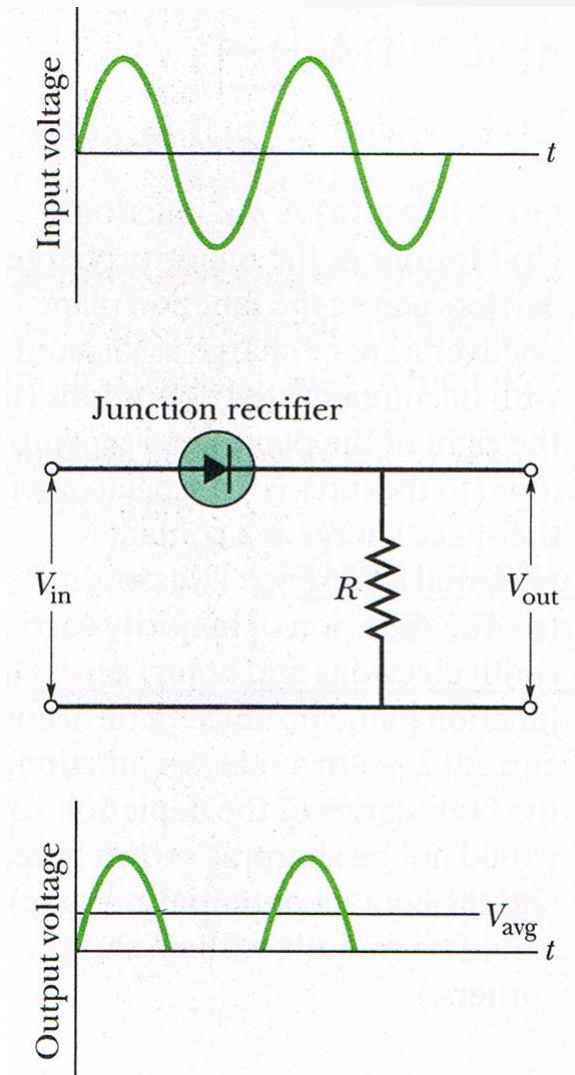 Input voltage
t
Junction rectifier
V_in
R
V_out
Output voltage
V_avg
t